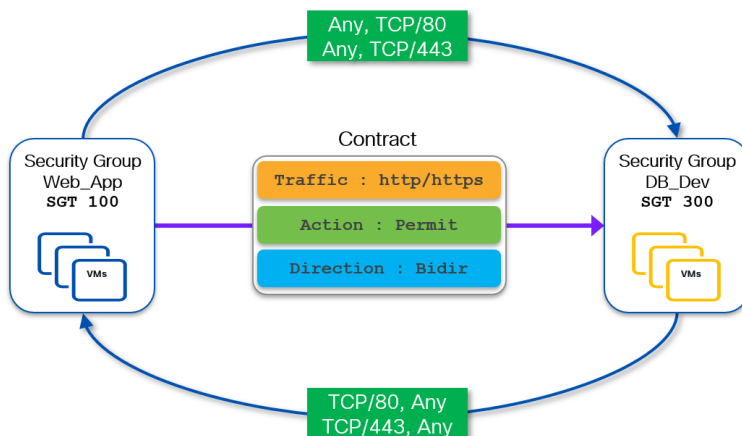 Any, TCP/80
Any, TCP/443
Contract
Security Group
Web_App
SGT 100
VMs
Traffic : http/https
Action : Permit
Direction : Bidir
Security Group
DB_Dev
SGT 300
VMs
TCP/80, Any
TCP/443, Any